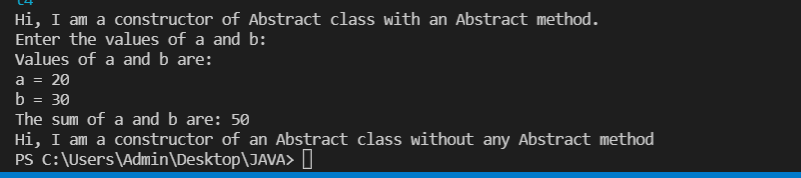 t4
Hi, I am a constructor of Abstract class with an Abstract method.
Enter the values of a and b:
Values of a and b are:
a = 20
b = 30
The sum of a and b are: 50
Hi, I am a constructor of an Abstract class without any Abstract method
PS C:\Users\Admin\Desktop\JAVA>